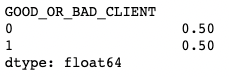 GOOD_OR_BAD_CLIENT
0 0.50
1 0.50
dtype: float64